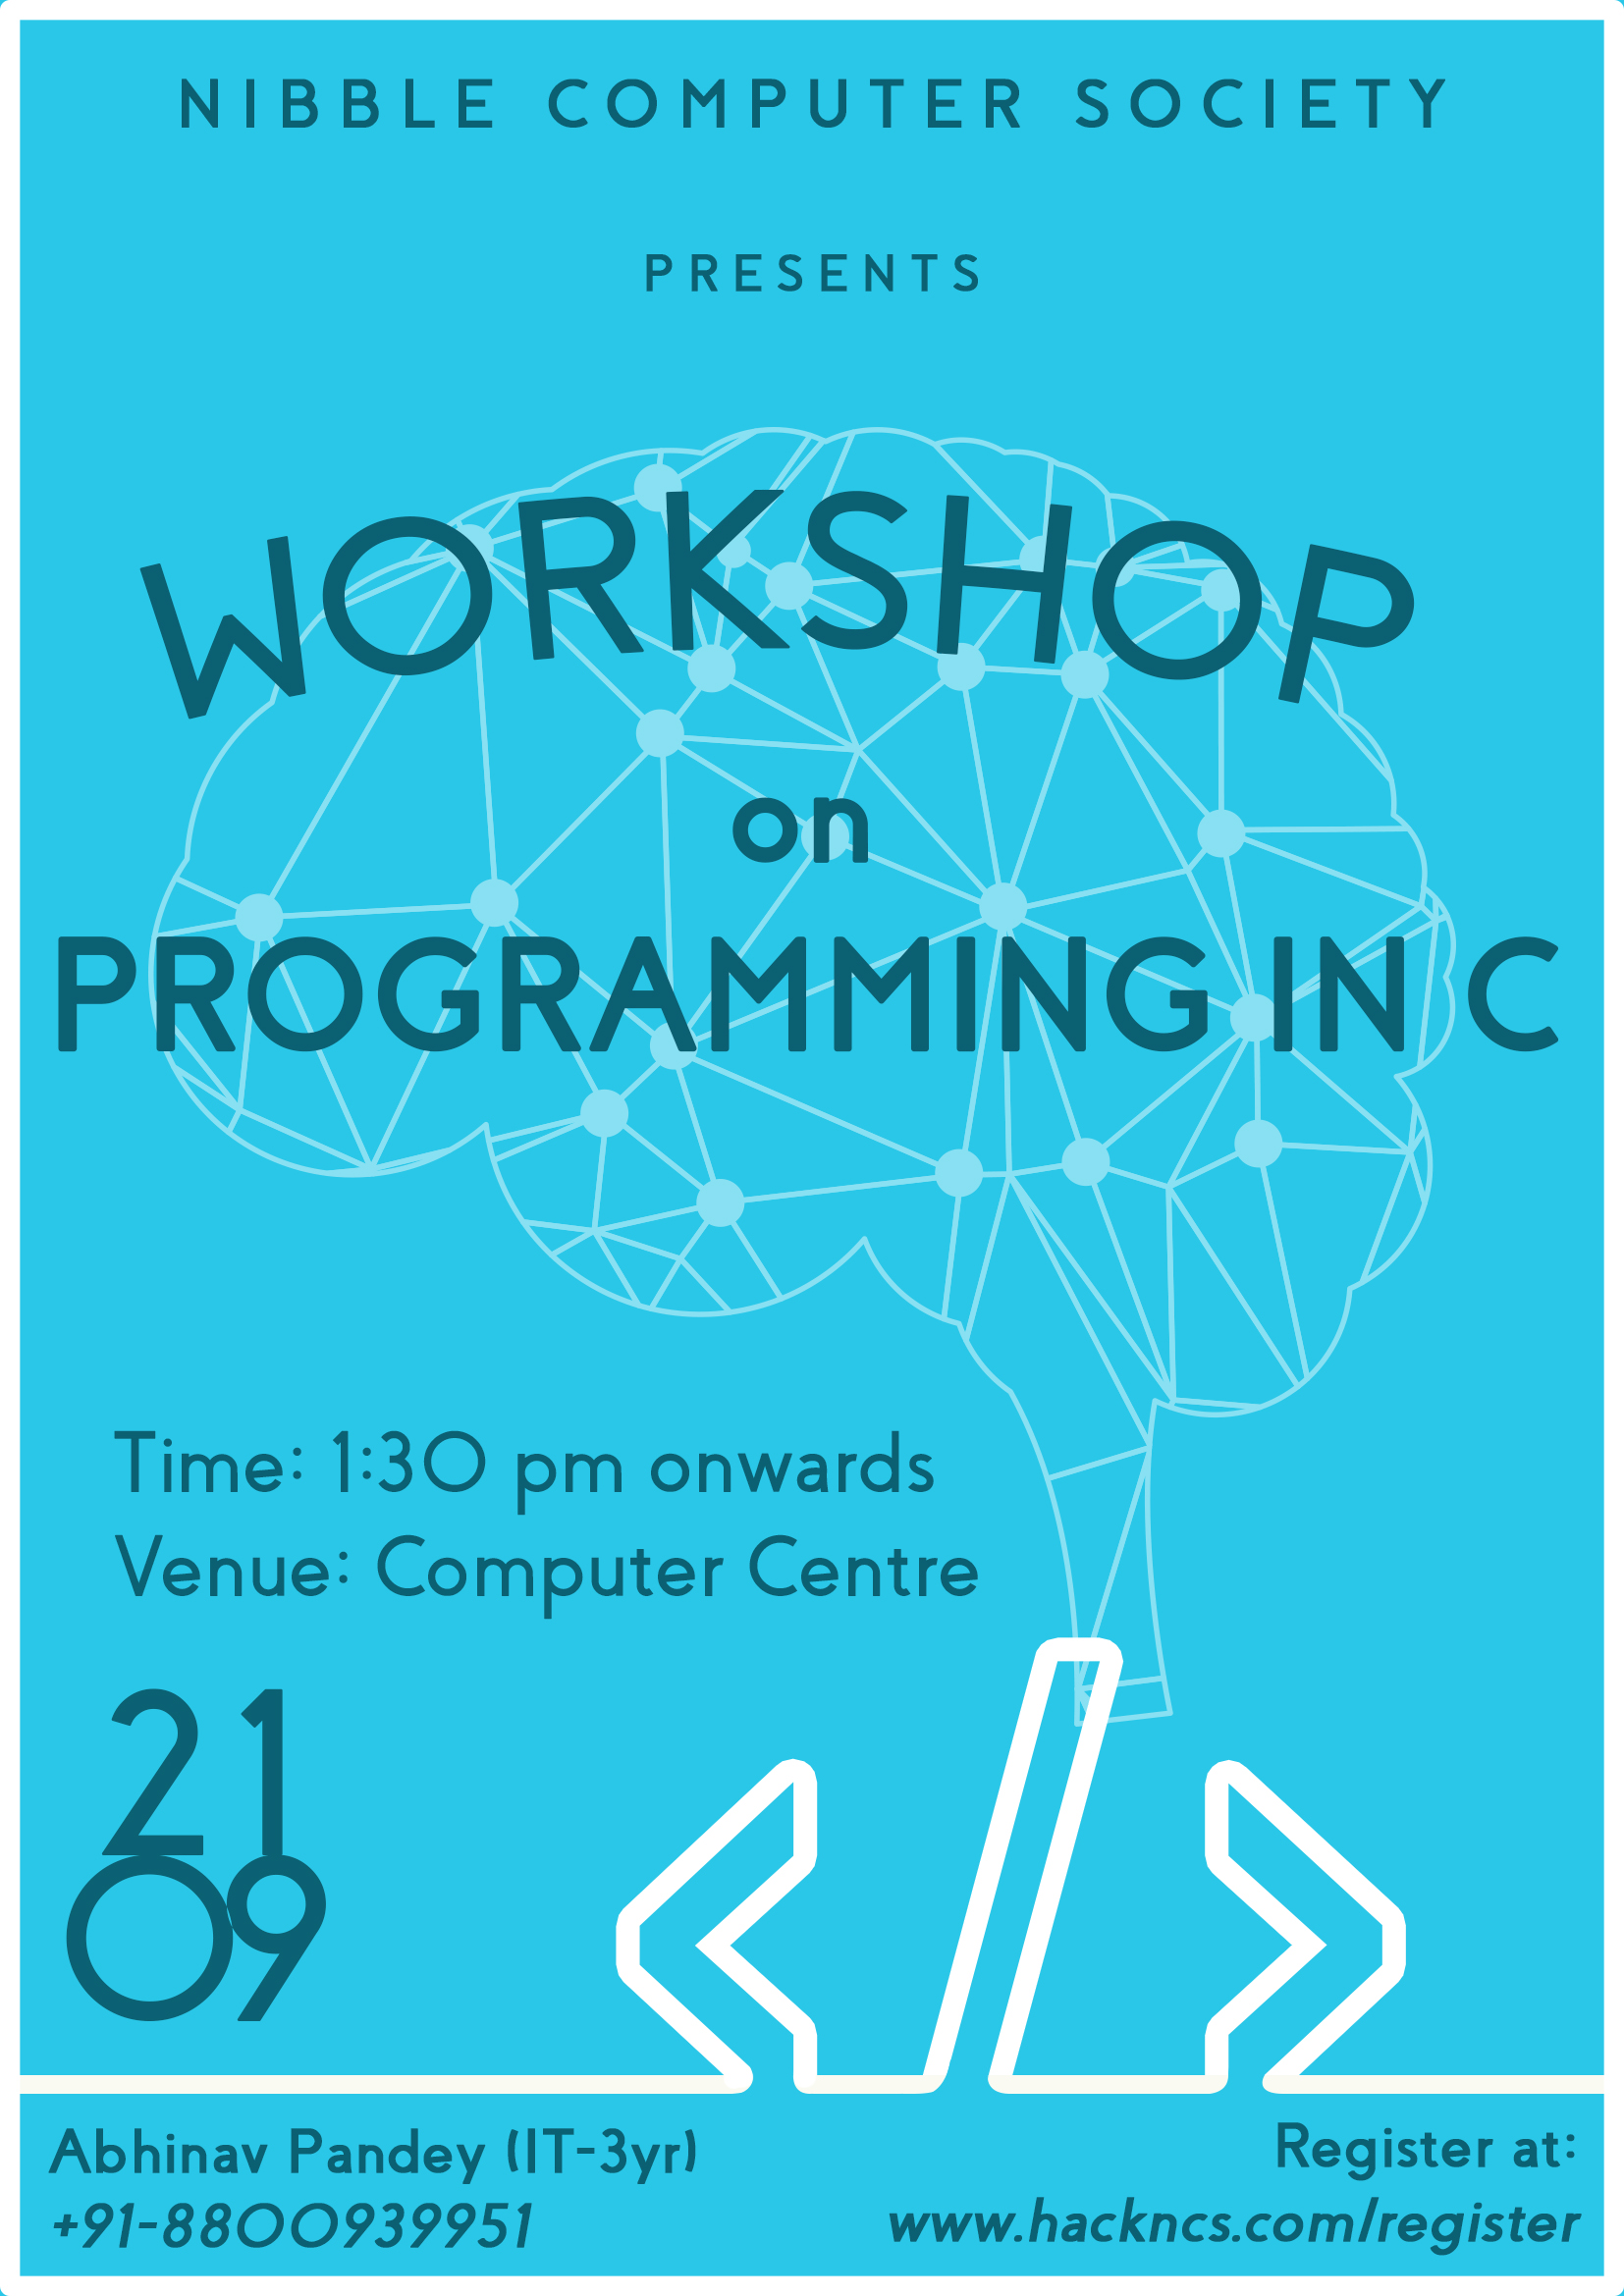 NIBBLE COMPUTER SOCIETY
PRESENTS
WORKSHOP
on
PROGRAMMING IN C
Time: 1:30 pm onwards
Venue: Computer Centre
21
09
Abhinav Pandey (IT-3yr)
+91-8800939951
Register at:
www.hackncs.com/register